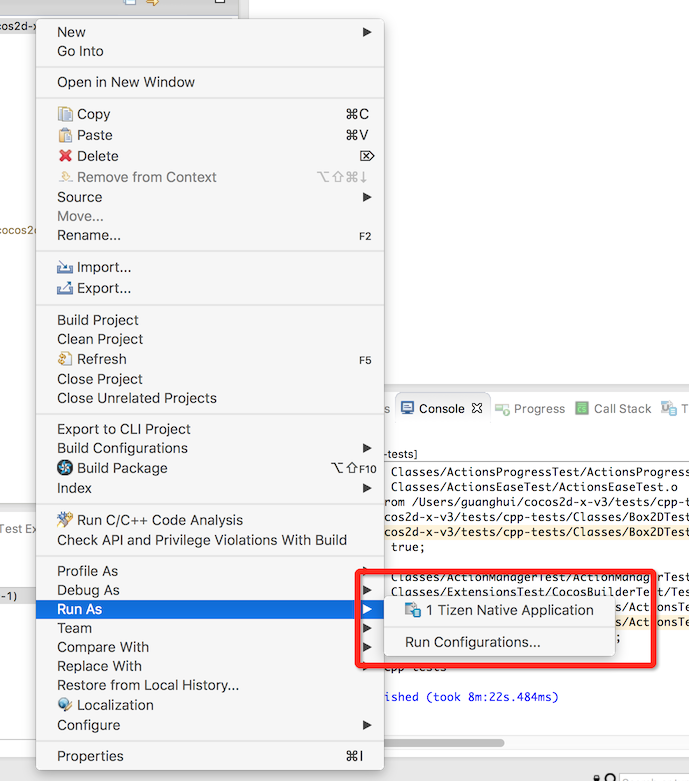 cos2d-x
New
Go Into
Open in New Window
Copy ⌘C
Paste ⌘V
Delete ⌦
Remove from Context ⌥⇧⌘↓
Source
Move...
Rename... F2
cocos2d
Import...
Export...
Build Project
Clean Project
Refresh F5
Close Project
Close Unrelated Projects
Export to CLI Project
Build Configurations
Build Package ⌥⇧F10
Index
Run C/C++ Code Analysis
Check API and Privilege Violations With Build
Profile As
Debug As
Run As
Team
Compare With
Replace With
Restore from Local History...
Localization
Configure
Properties ⌘I
Test Ex
-1)
s Console Progress Call Stack T
-tests]
Classes/ActionsProgressTest/ActionsProgress
Classes/ActionsEaseTest/ActionsEaseTest.o
rom /Users/guanghui/cocos2d-x-v3/tests/cpp-t
cos2d-x-v3/tests/cpp-tests/Classes/Box2DTest
cos2d-x-v3/tests/cpp-tests/Classes/Box2DTest
true;
Classes/ActionManagerTest/ActionManagerTest
Classes/ExtensionsTest/CocosBuilderTest/Test
1 Tizen Native Application
s/ActionsTe
s/ActionsTe
Run Configurations...
;
cpp-tests
ished (took 8m:22s.484ms)